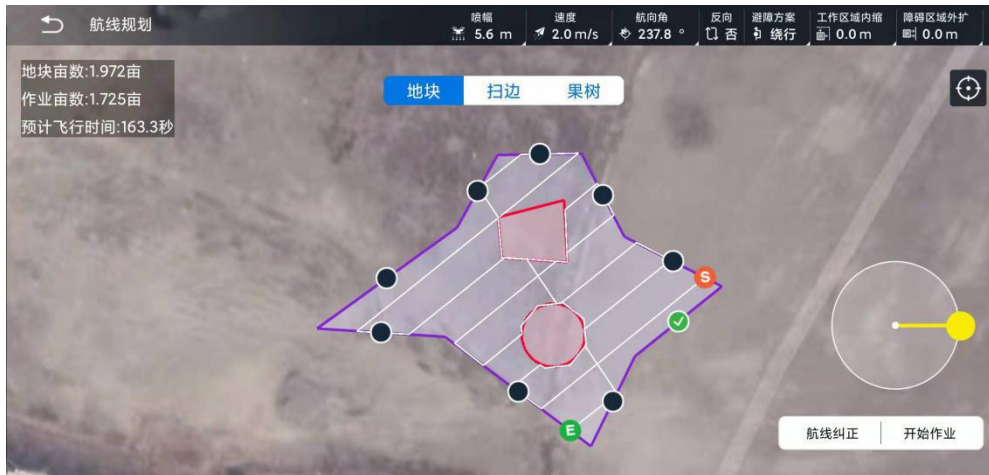 航线规划
喷幅 速度 航向角 反向 避障方案 工作区域内缩 障碍区域外扩
5.6 m 2.0 m/s 237.8 ° 否 绕行 0.0 m 0.0 m
地块亩数:1.972亩
作业亩数:1.725亩
预计飞行时间:163.3秒
地块 扫边 果树
S
E
航线纠正 开始作业